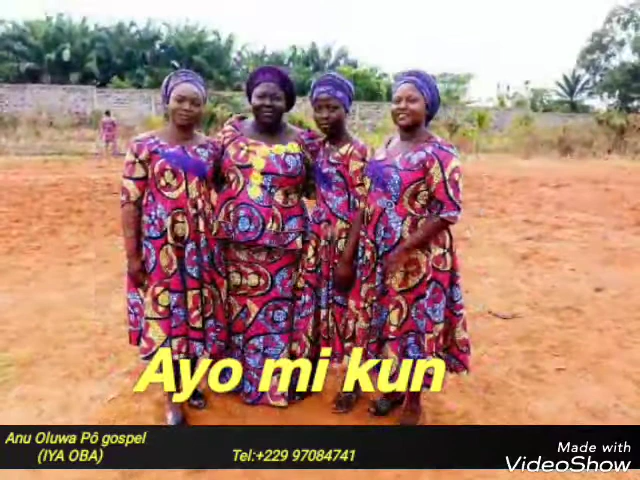 Ayo mi kun
Anu Oluwa Pô gospel
(IYA OBA)
Tel:+229 97084741
Made with
VideoShow